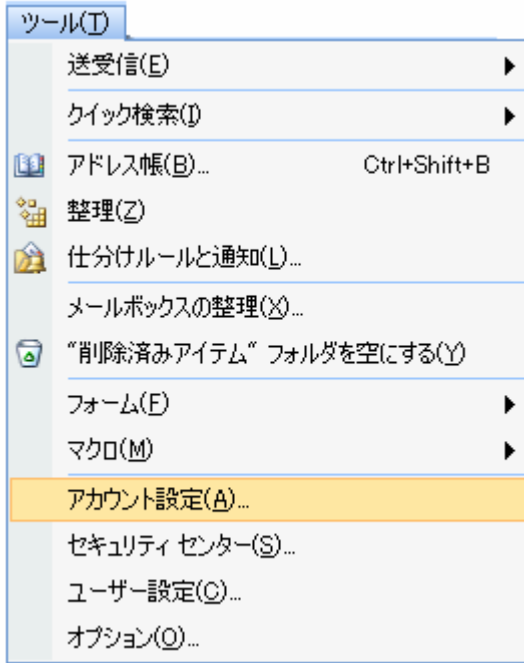 ツール(T)
送受信(E)
クイック検索(I)
アドレス帳(B)... Ctrl+Shift+B
整理(Z)
仕分けルールと通知(L)...
メールボックスの整理(X)...
"削除済みアイテム" フォルダを空にする(Y)
フォーム(F)
マクロ(M)
アカウント設定(A)...
セキュリティ センター(S)...
ユーザー設定(C)...
オプション(O)...